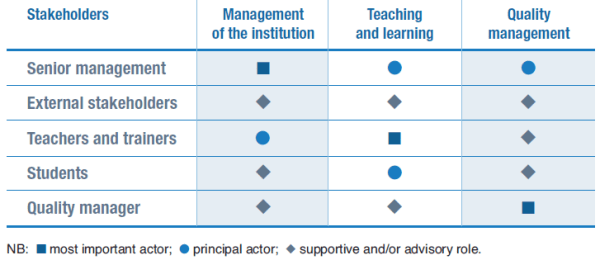 Stakeholders Management of the institution Teaching and learning Quality management
Senior management ■ ● ●
External stakeholders ◆ ◆ ◆
Teachers and trainers ● ■ ◆
Students ◆ ● ◆
Quality manager ◆ ◆ ■
NB: ■ most important actor; ● principal actor; ◆ supportive and/or advisory role.